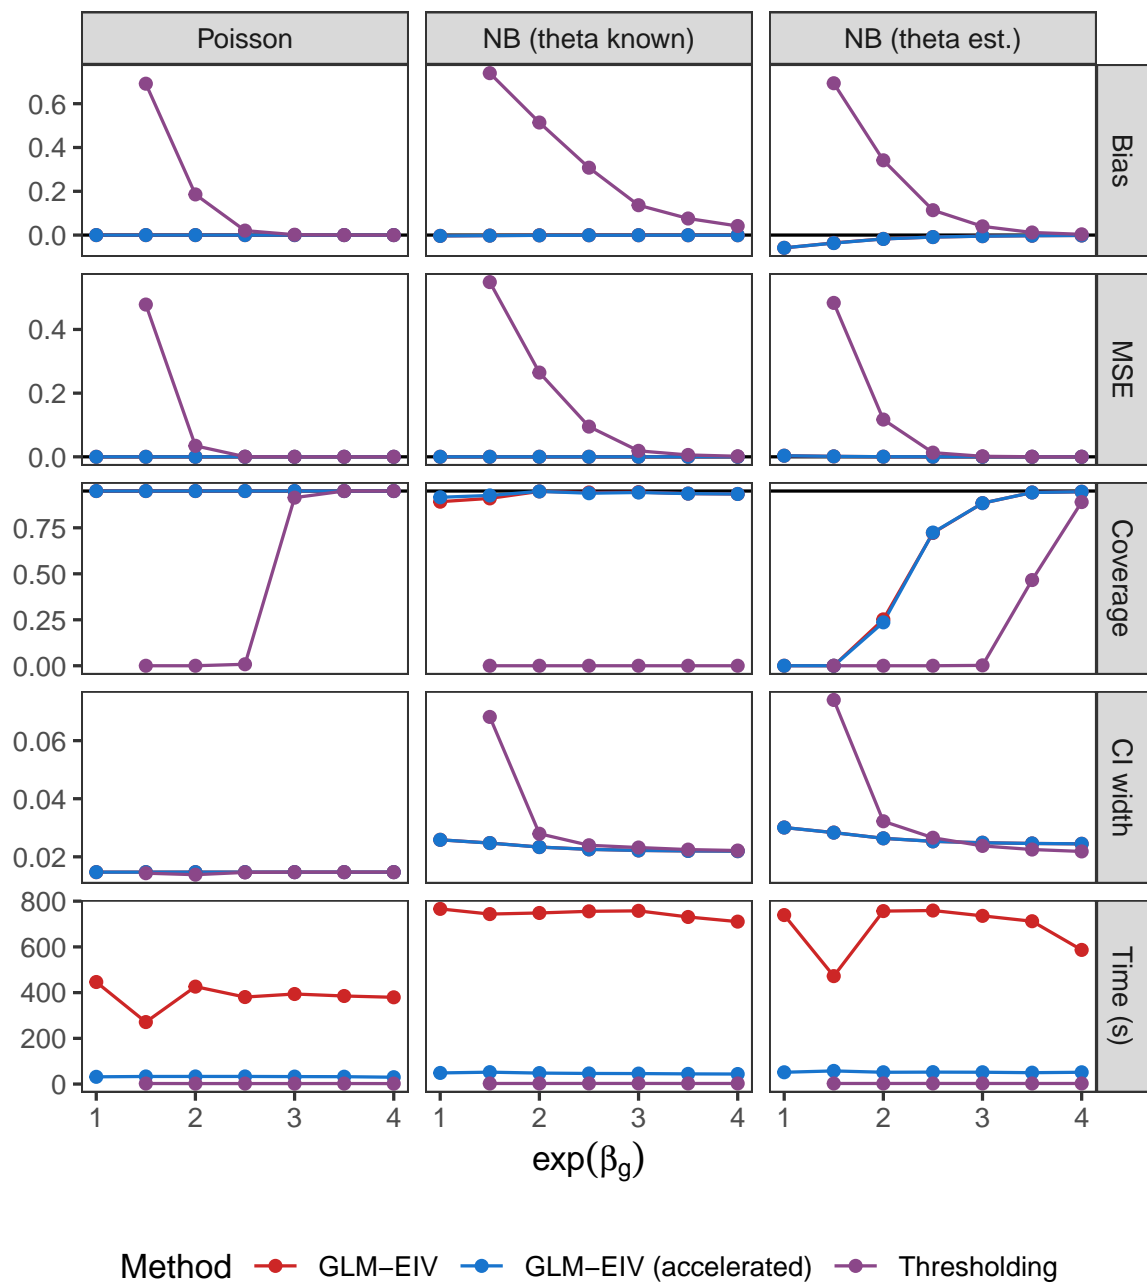 Poisson NB (theta known) NB (theta est.)
0.6
0.4
0.2
0.0
Bias
0.4
0.2
0.0
MSE
0.75
0.50
0.25
0.00
Coverage
0.06
0.04
0.02
CI width
800
600
400
200
0
Time (s)
1 2 3 4 1 2 3 4 1 2 3 4
exp(βg)
Method GLM−EIV GLM−EIV (accelerated) Thresholding